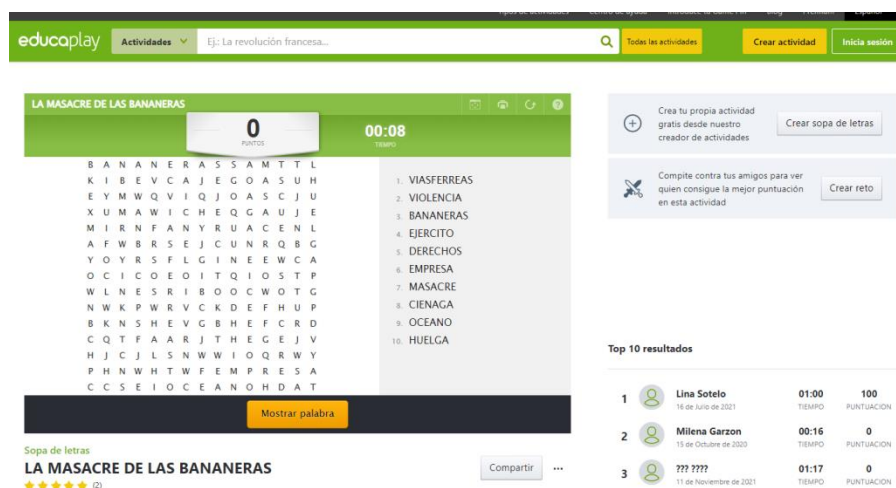 educaplay
Actividades
Ej.: La revolución francesa...
Todas las actividades
Crear actividad
Inicia sesión
LA MASACRE DE LAS BANANERAS
0
PUNTOS
00:08
TIEMPO
B A N A N E R A S S A M T T L
K I B E V C A J E G O A S U H
E Y M W Q V I Q J O A S C J U
X U M A W I C H E Q G A U J E
M I R N F A N Y R U A C E N L
A F W B R S E J C U N R Q B G
Y O Y R S F L G I N E E W C A
O C I C O E O I T Q I O S T P
W L N E S R I B O O C W O T G
N W K P W R V C K D E F H U P
B K N S H E V G B H E F C R D
C Q T F A A R J T H E G E J V
H J C J L S N W W I O Q R W Y
P H N W H T W F E M P R E S A
C C S E I O C E A N O H D A T
1. VIASFERREAS
2. VIOLENCIA
3. BANANERAS
4. EJERCITO
5. DERECHOS
6. EMPRESA
7. MASACRE
8. CIENAGA
9. OCEANO
10. HUELGA
Mostrar palabra
Sopa de letras
LA MASACRE DE LAS BANANERAS
(2)
Compartir
...
Crea tu propia actividad
gratis desde nuestro
creador de actividades
Crear sopa de letras
Compite contra tus amigos para ver
quien consigue la mejor puntuación
en esta actividad
Crear reto
Top 10 resultados
1 Lina Sotelo 01:00 100
16 de Julio de 2021 TIEMPO PUNTUACION
2 Milena Garzon 00:16 0
15 de Octubre de 2020 TIEMPO PUNTUACION
3 ??? ???? 01:17 0
11 de Noviembre de 2021 TIEMPO PUNTUACION